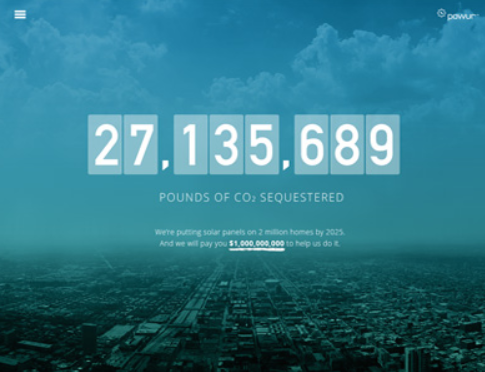 powur
27,135,689
POUNDS OF CO₂ SEQUESTERED
We're putting solar panels on 2 million homes by 2025.
And we will pay you $1,000,000,000 to help us do it.